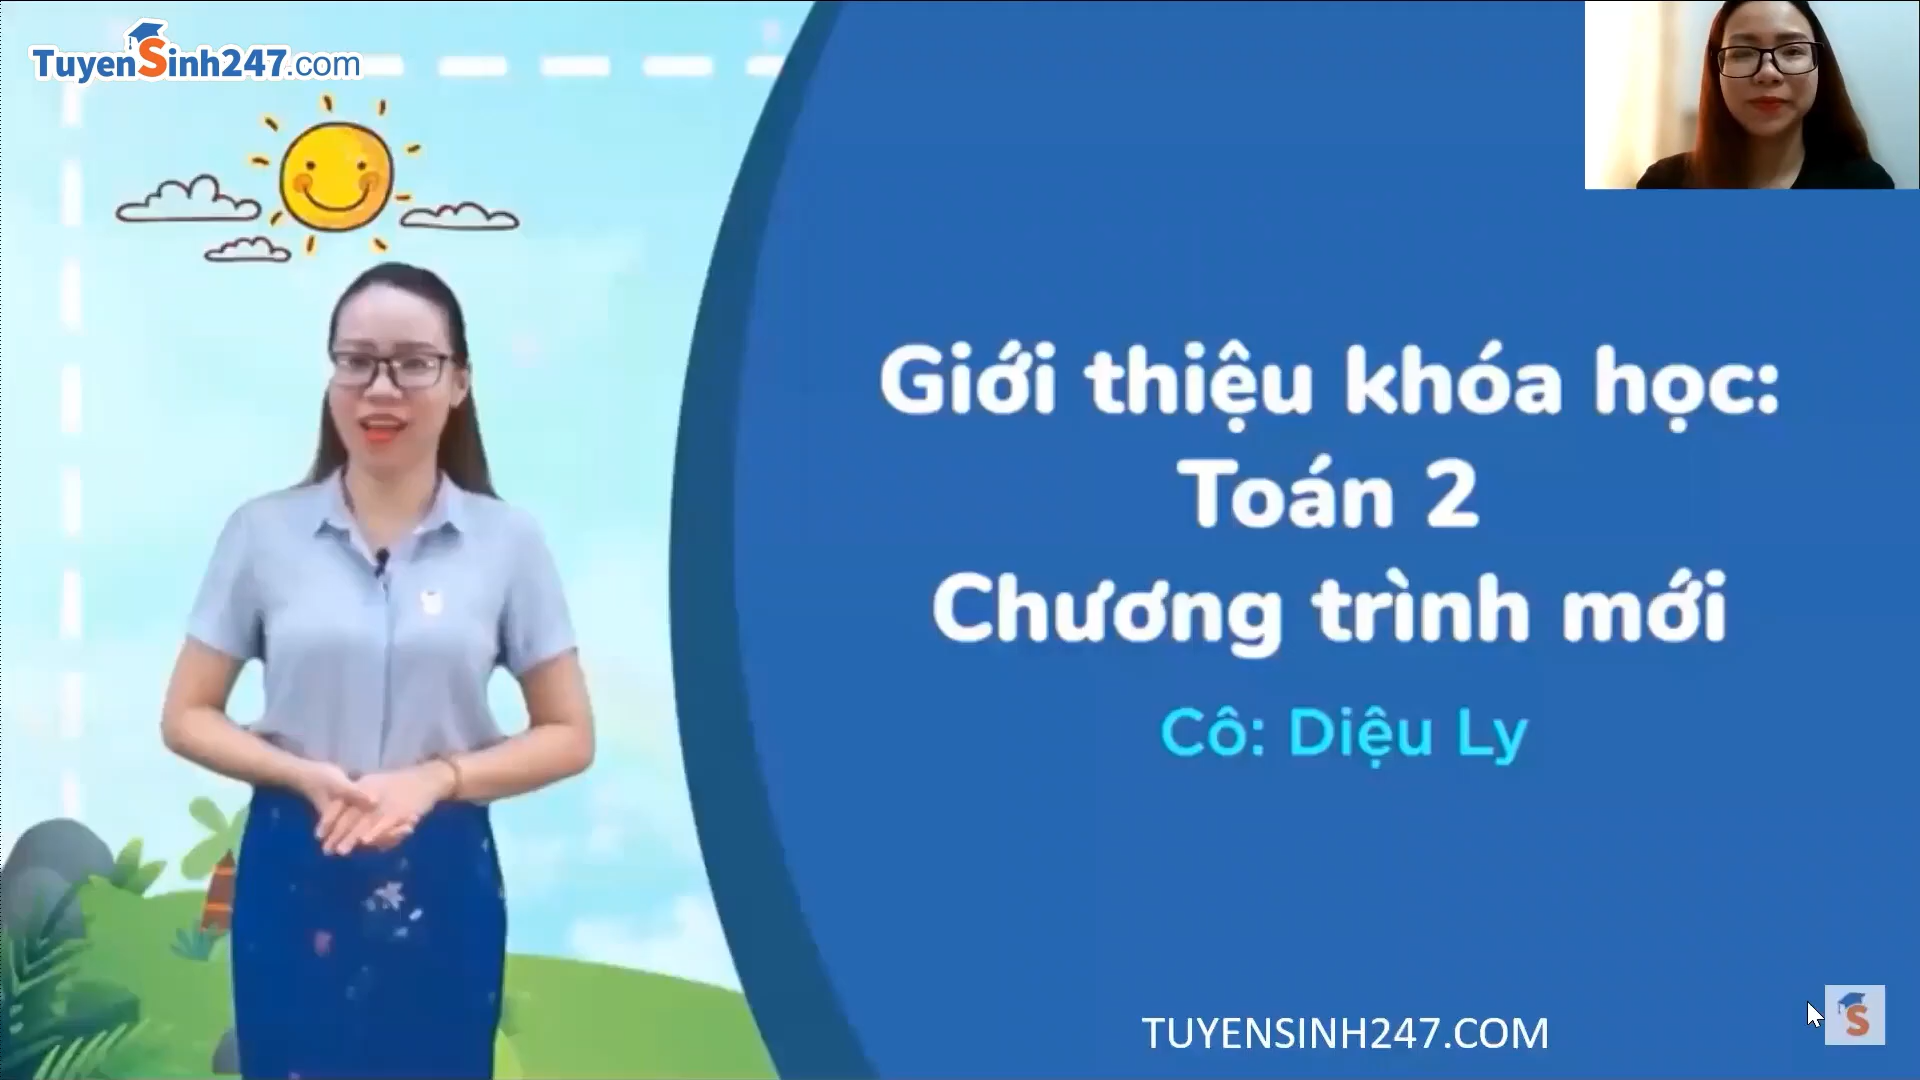 TuyenSinh247.com
Giới thiệu khóa học:
Toán 2
Chương trình mới
Cô: Diệu Ly
TUYENSINH247.COM
S